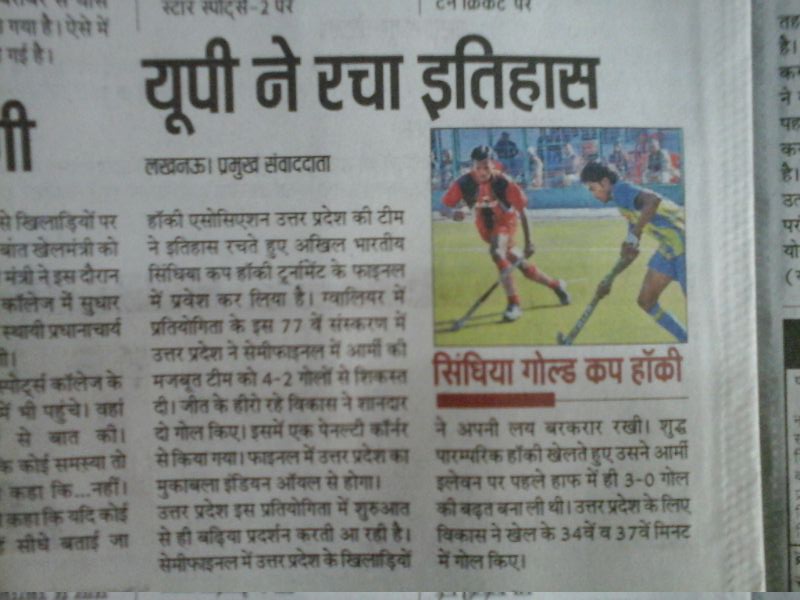 स्टार स्पोर्ट्स-2 पर
टेन क्रिकेट पर
गया है। ऐसे में
गई है।
यूपी ने रचा इतिहास
लखनऊ। प्रमुख संवाददाता
हॉकी एसोसिएशन उत्तर प्रदेश की टीम
ने इतिहास रचते हुए अखिल भारतीय
सिंधिया कप हॉकी टूर्नामेंट के फाइनल
में प्रवेश कर लिया है। ग्वालियर में
प्रतियोगिता के इस 77 वें संस्करण में
उत्तर प्रदेश ने सेमीफाइनल में आर्मी की
मजबूत टीम को 4-2 गोलों से शिकस्त
दी। जीत के हीरो रहे विकास ने शानदार
दो गोल किए। इसमें एक पेनल्टी कॉर्नर
से किया गया। फाइनल में उत्तर प्रदेश का
मुकाबला इंडियन ऑयल से होगा।
उत्तर प्रदेश इस प्रतियोगिता में शुरुआत
से ही बढ़िया प्रदर्शन करती आ रही है।
सेमीफाइनल में उत्तर प्रदेश के खिलाड़ियों
सिंधिया गोल्ड कप हॉकी
ने अपनी लय बरकरार रखी। शुद्ध
पारम्परिक हॉकी खेलते हुए उसने आर्मी
इलेवन पर पहले हाफ में ही 3-0 गोल
की बढ़त बना ली थी। उत्तर प्रदेश के लिए
विकास ने खेल के 34वें व 37वें मिनट
में गोल किए।
से खिलाड़ियों पर
बांत खेलमंत्री को
मंत्री ने इस दौरान
कॉलेज में सुधार
स्थायी प्रधानाचार्य
स्पोर्ट्स कॉलेज के
में भी पहुंचे। वहां
से बात की।
कोई समस्या तो
कहा कि...नहीं।
कहा कि यदि कोई
सीधे बताई जा